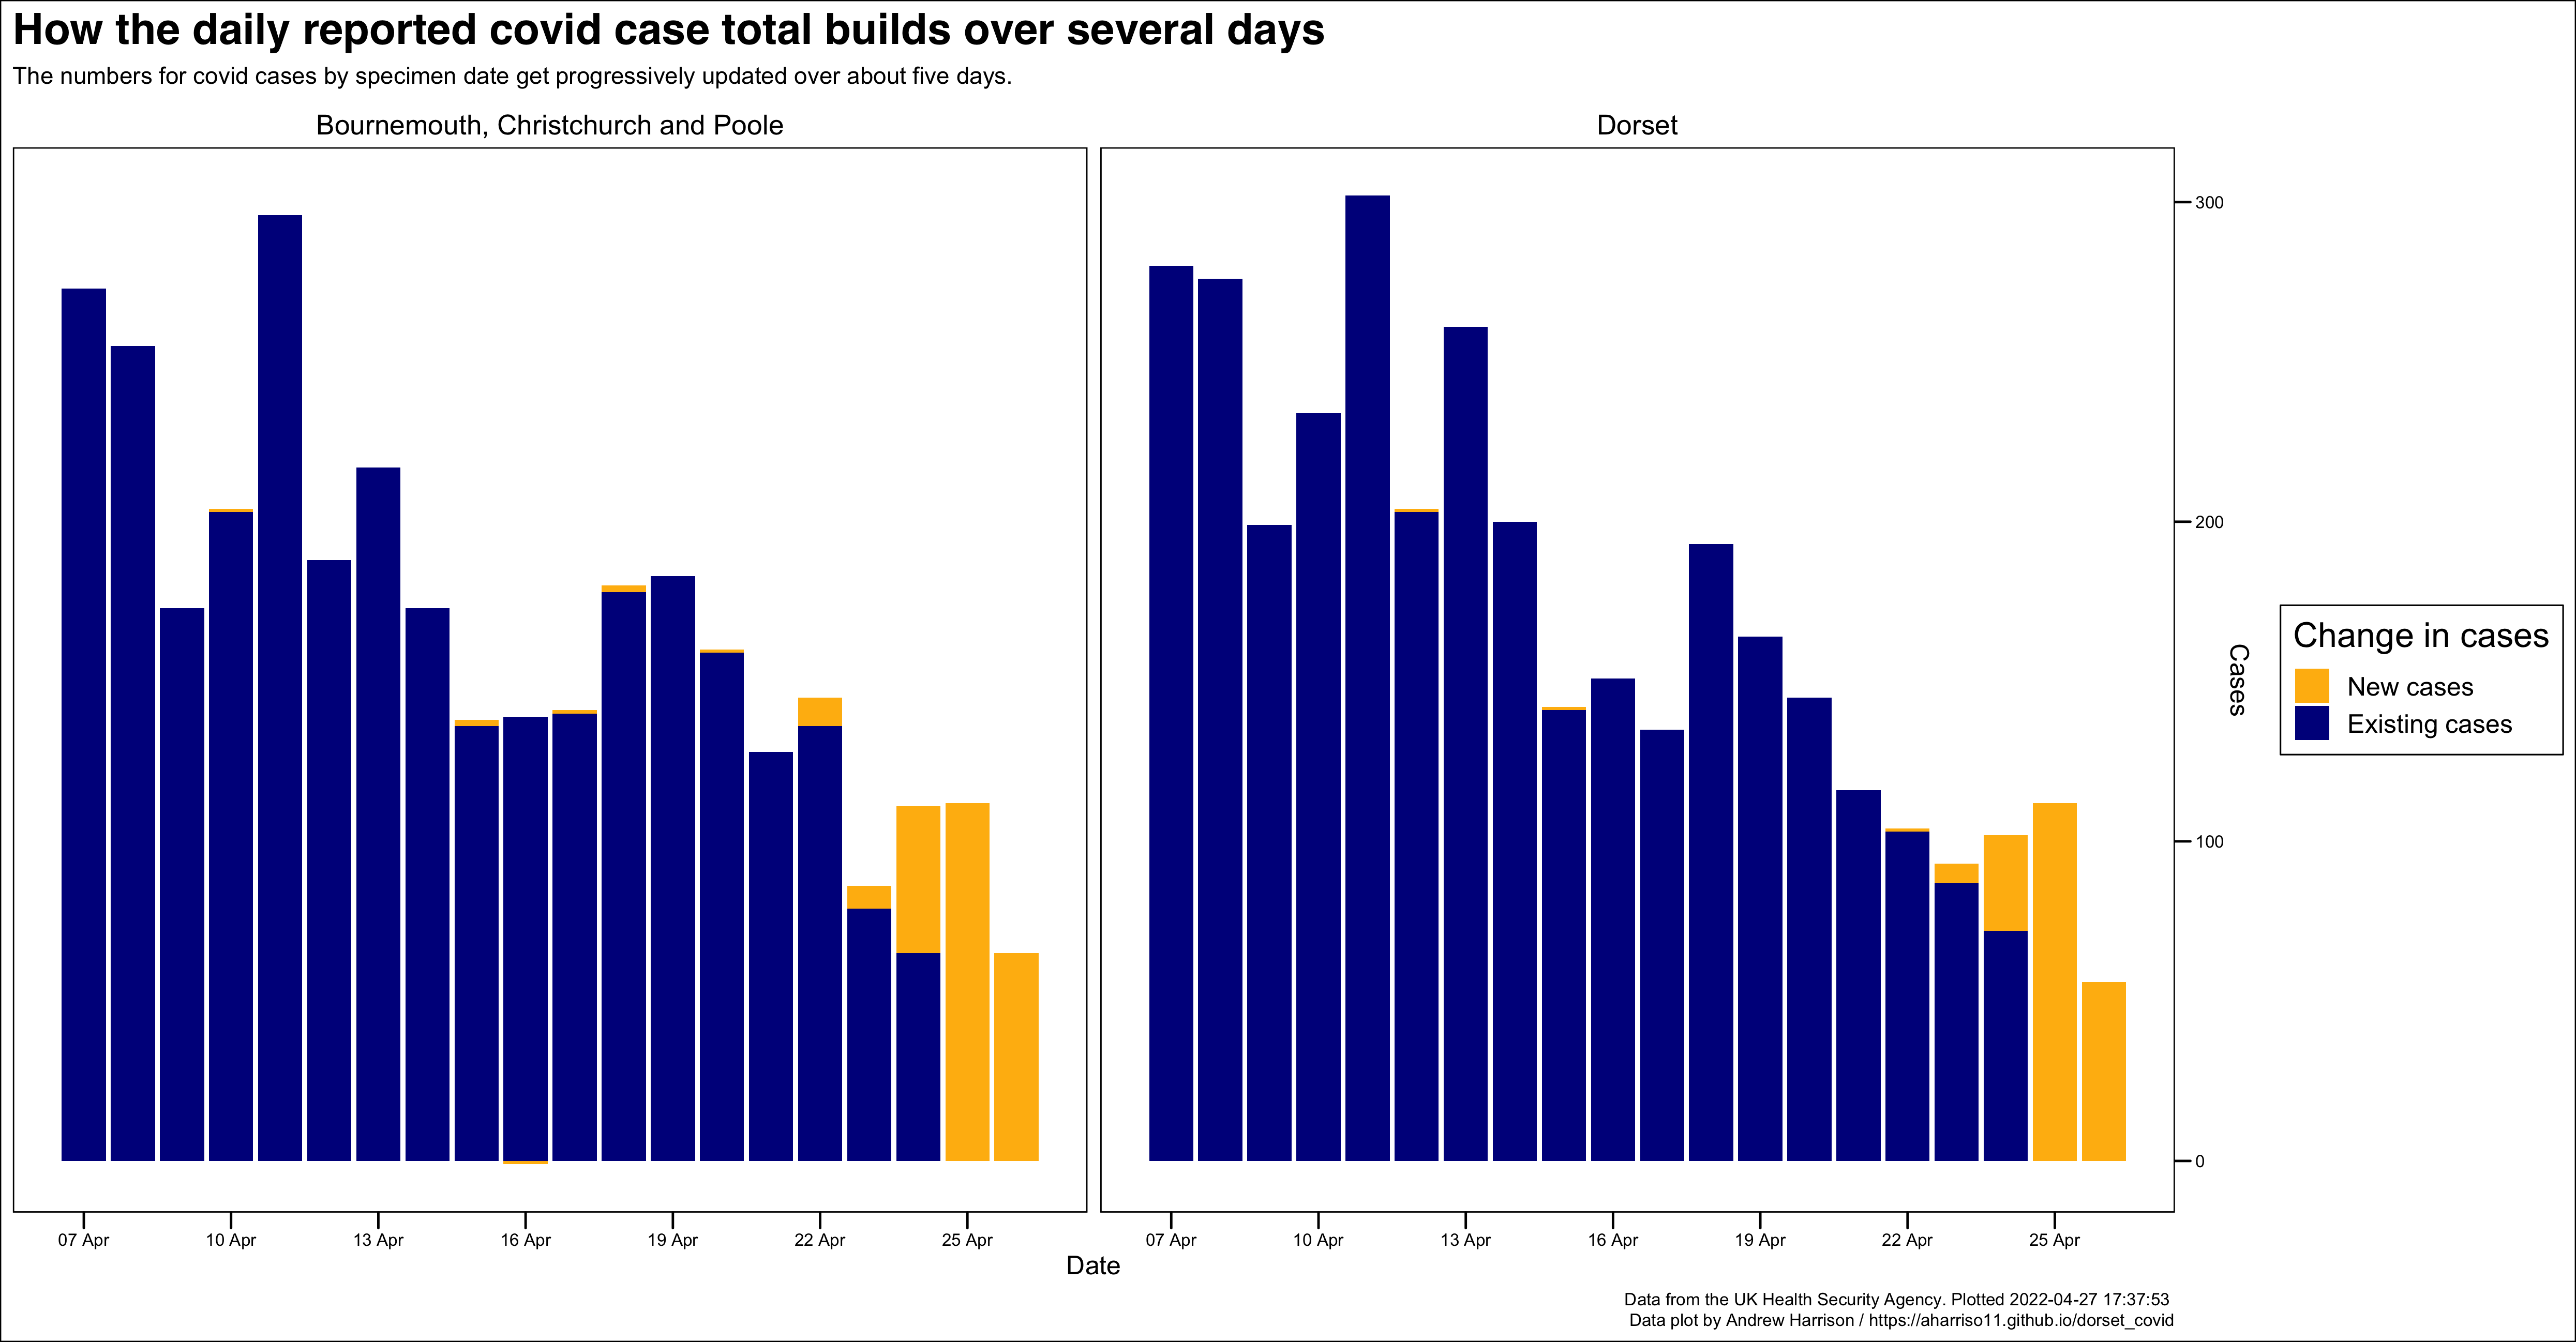 How the daily reported covid case total builds over several days
The numbers for covid cases by specimen date get progressively updated over about five days.
Bournemouth, Christchurch and Poole
Dorset
300
200
100
0
Cases
Change in cases
New cases
Existing cases
07 Apr 10 Apr 13 Apr 16 Apr 19 Apr 22 Apr 25 Apr
07 Apr 10 Apr 13 Apr 16 Apr 19 Apr 22 Apr 25 Apr
Date
Data from the UK Health Security Agency. Plotted 2022-04-27 17:37:53
Data plot by Andrew Harrison / https://aharriso11.github.io/dorset_covid